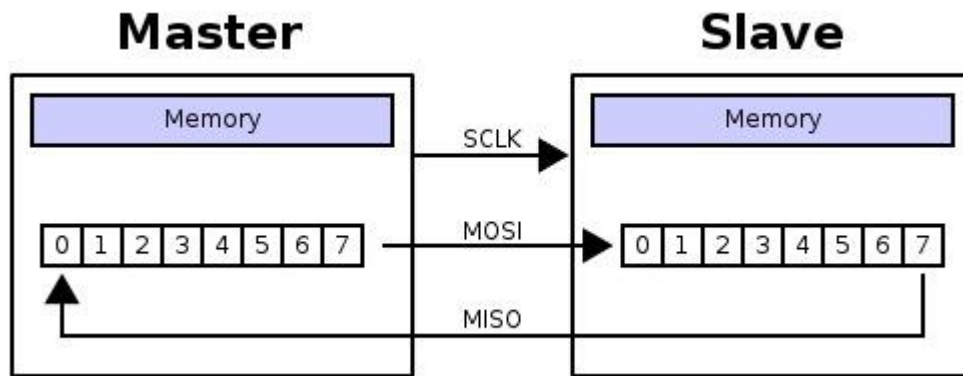 Master Slave
Memory Memory
SCLK
0 1 2 3 4 5 6 7 MOSI 0 1 2 3 4 5 6 7
MISO